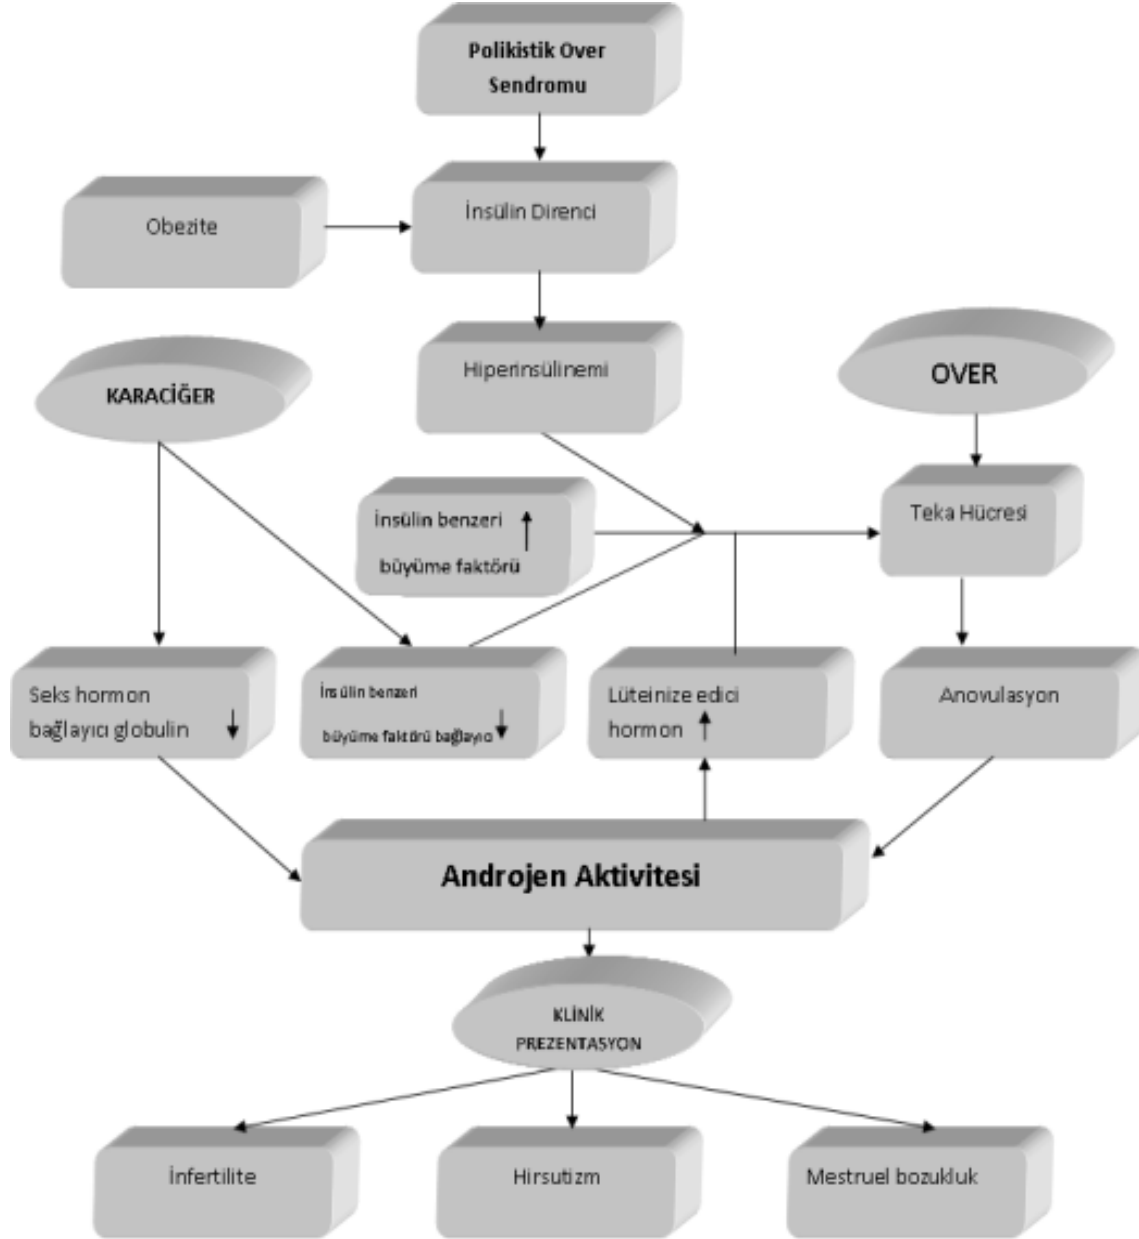 Polikistik Over
Sendromu
Obezite
İnsülin Direnci
Hiperinsülinemi
KARACİĞER
OVER
İnsülin benzeri
büyüme faktörü
Teka Hücresi
Seks hormon
bağlayıcı globulin
İnsülin benzeri
büyüme faktörü bağlayıcı
Lüteinize edici
hormon
Anovulasyon
Androjen Aktivitesi
KLİNİK
PREZENTASYON
İnfertilite
Hirsutizm
Mestruel bozukluk